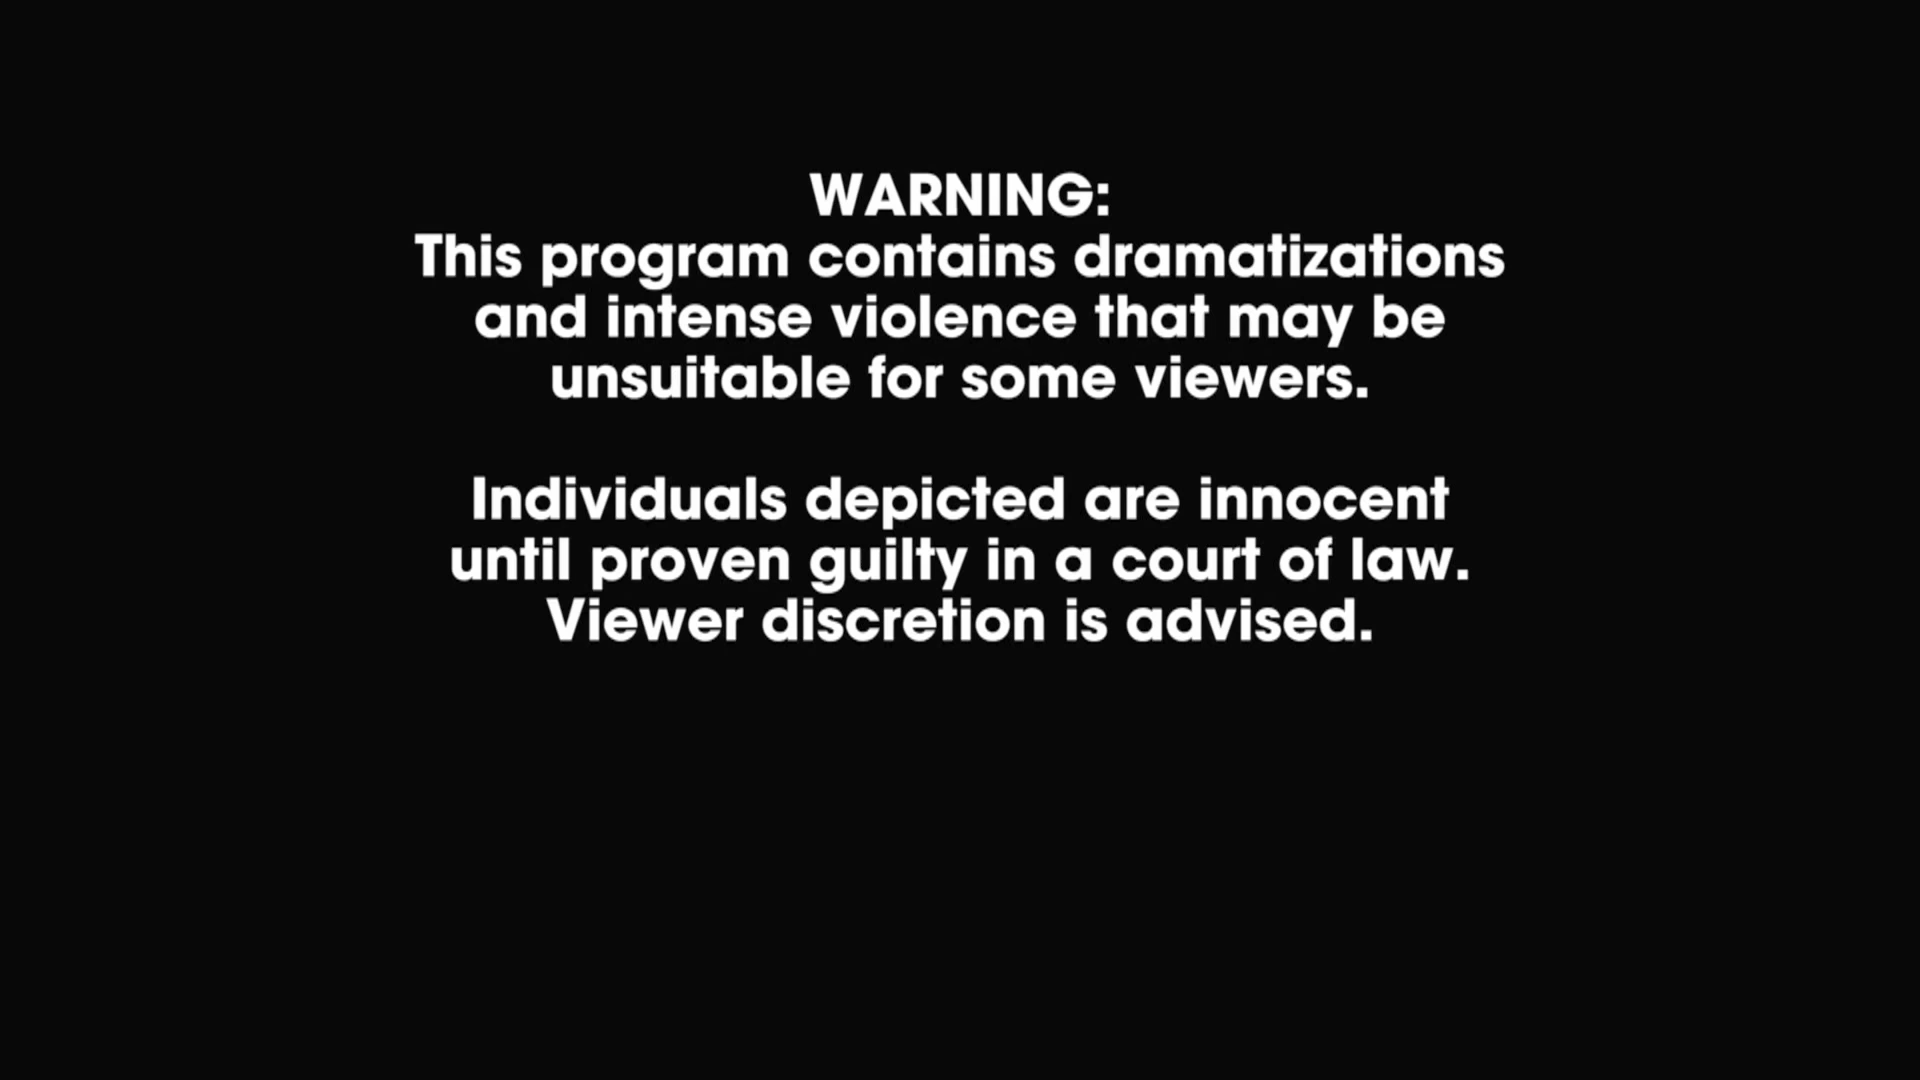 WARNING:
This program contains dramatizations
and intense violence that may be
unsuitable for some viewers.
Individuals depicted are innocent
until proven guilty in a court of law.
Viewer discretion is advised.